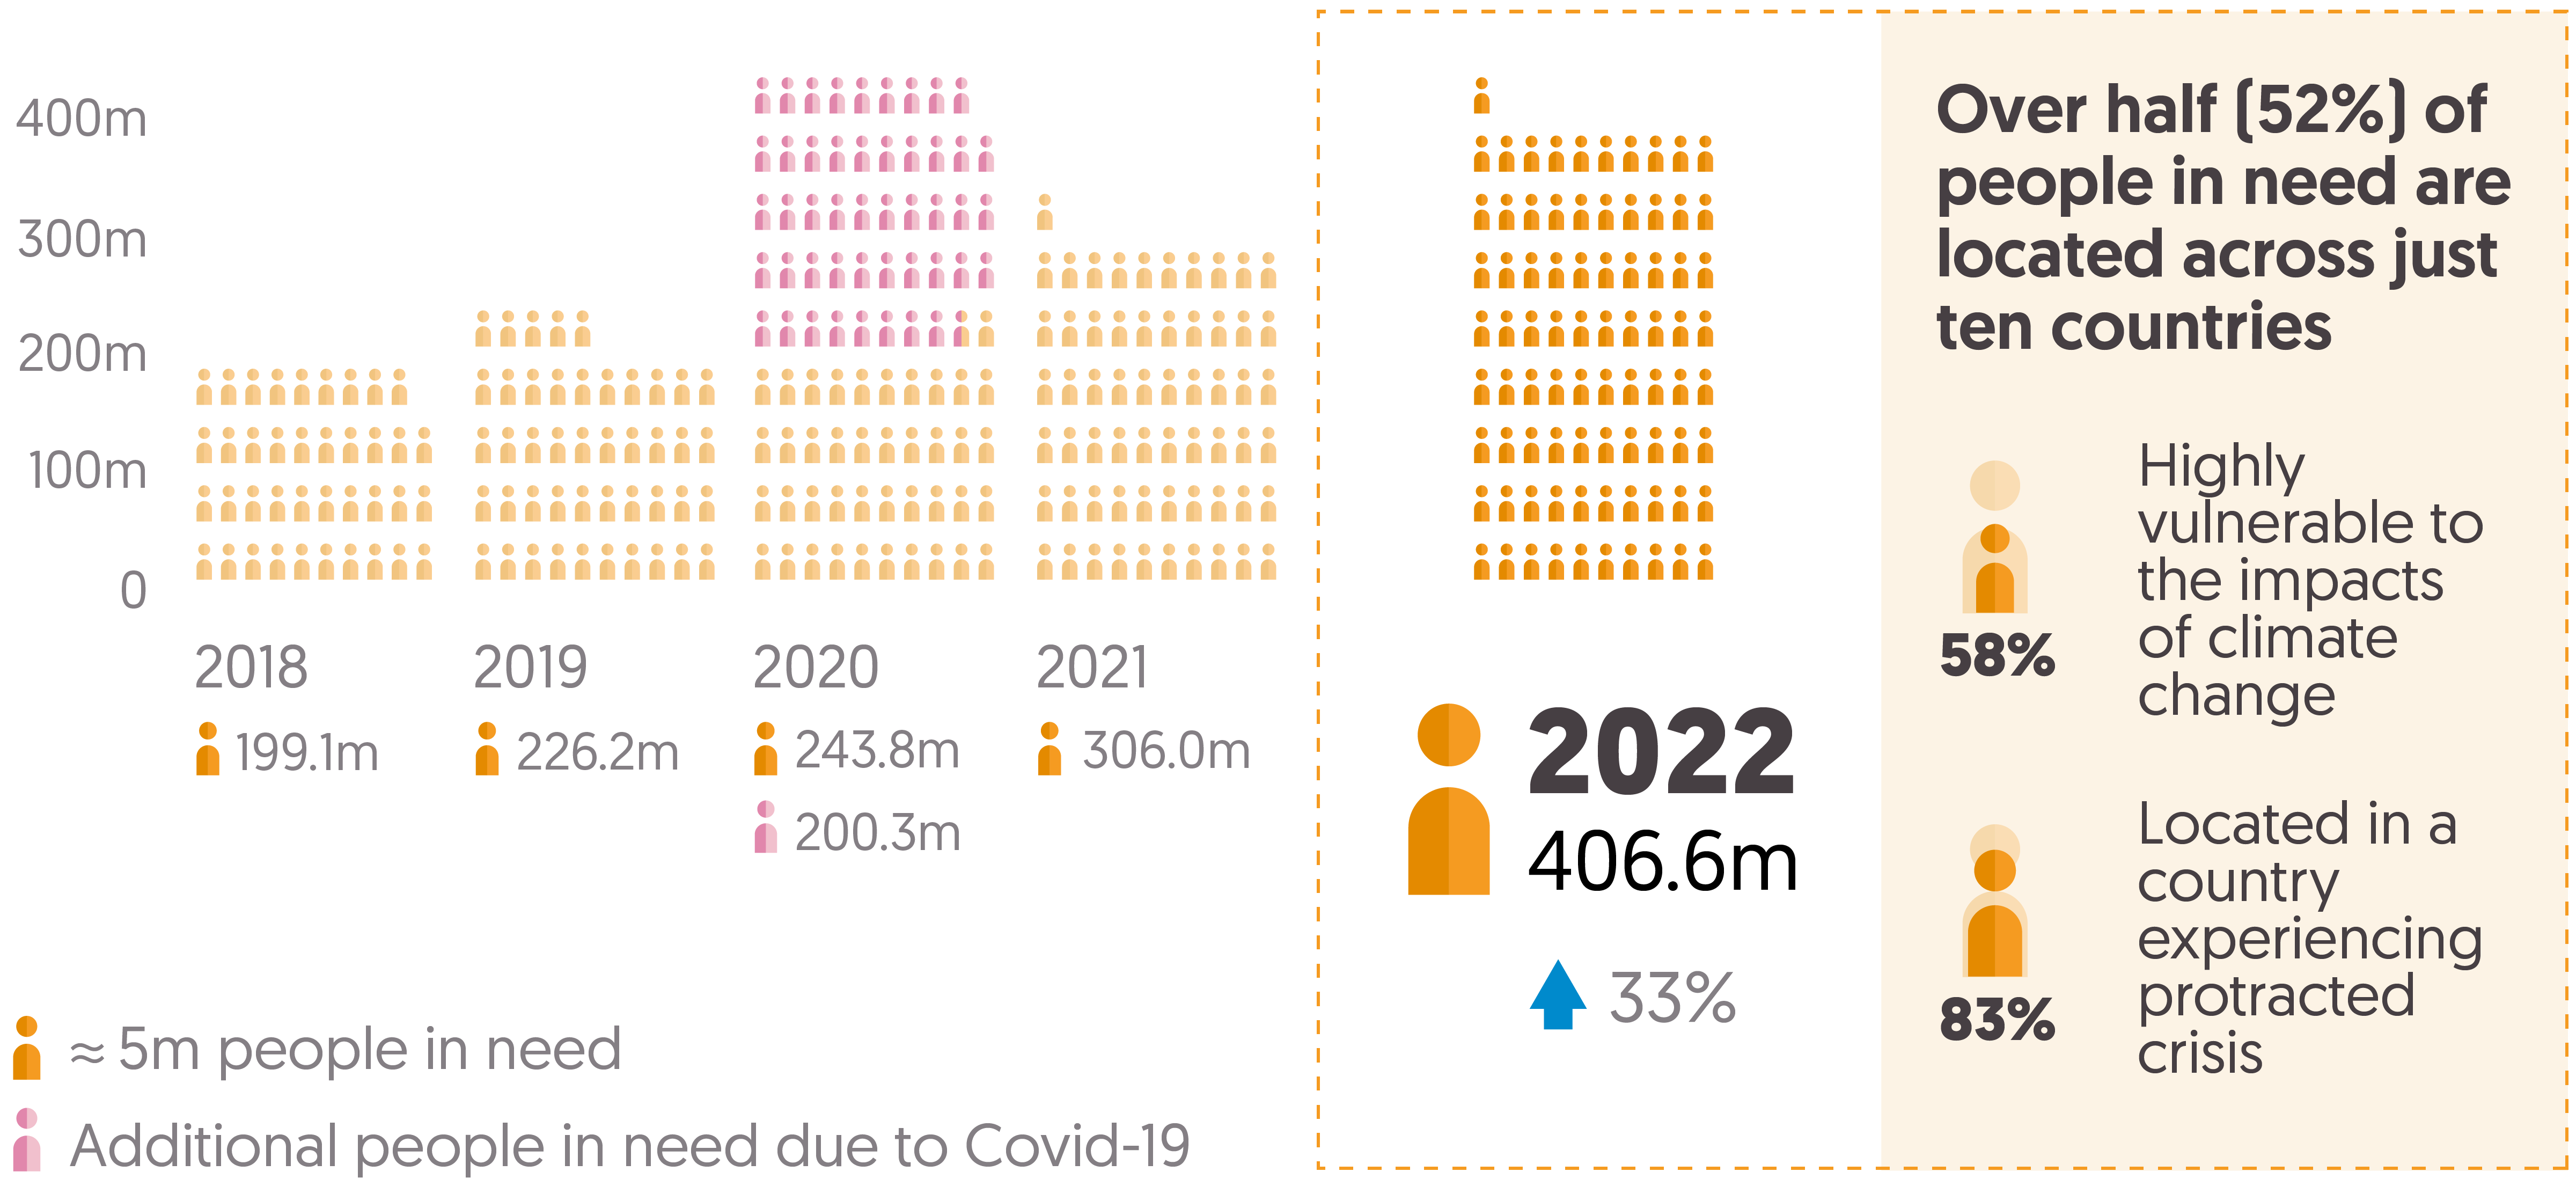 400m
300m
200m
100m
0
2018
199.1m
2019
226.2m
2020
243.8m
200.3m
2021
306.0m
≈ 5m people in need
Additional people in need due to Covid-19
2022
406.6m
33%
Over half (52%) of
people in need are
located across just
ten countries
58%
Highly
vulnerable to
the impacts
of climate
change
83%
Located in a
country
experiencing
protracted
crisis